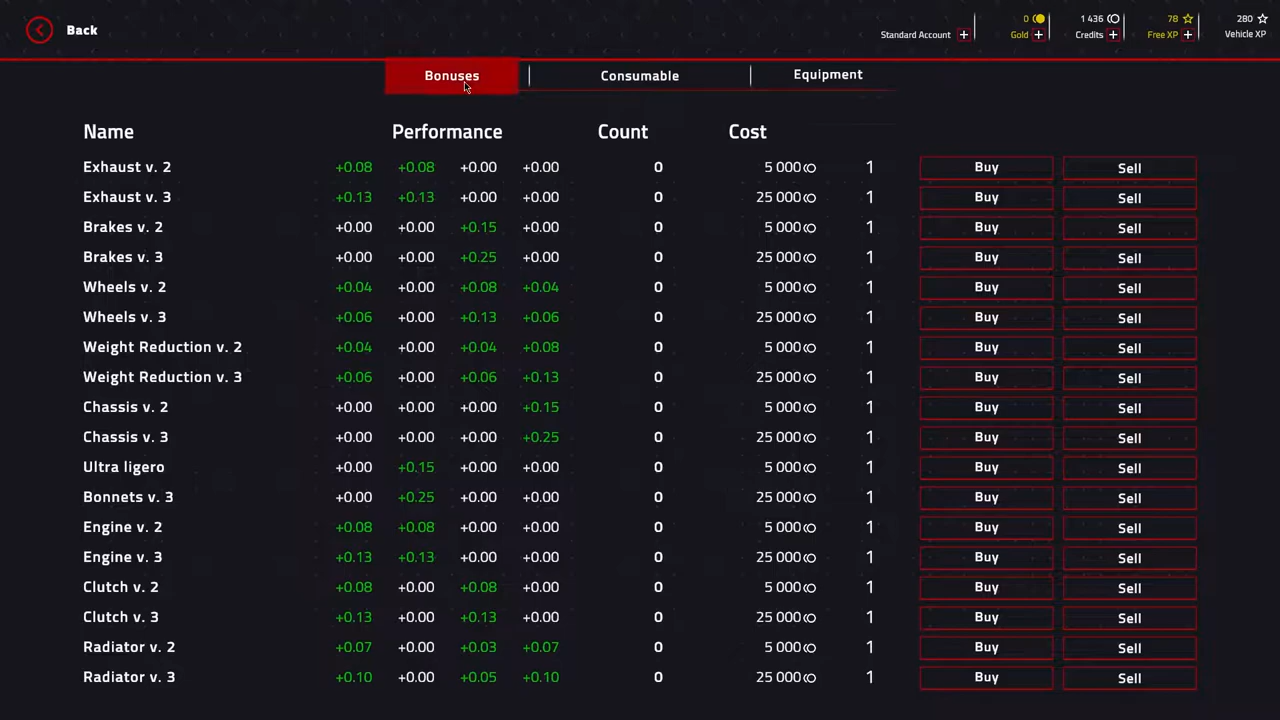 Back
Standard Account +
0
Gold +
1 436
Credits +
78
Free XP +
280
Vehicle XP
Bonuses Consumable Equipment
Name Performance Count Cost
Exhaust v. 2 +0.08 +0.08 +0.00 +0.00 0 5 000 1 Buy Sell
Exhaust v. 3 +0.13 +0.13 +0.00 +0.00 0 25 000 1 Buy Sell
Brakes v. 2 +0.00 +0.00 +0.15 +0.00 0 5 000 1 Buy Sell
Brakes v. 3 +0.00 +0.00 +0.25 +0.00 0 25 000 1 Buy Sell
Wheels v. 2 +0.04 +0.00 +0.08 +0.04 0 5 000 1 Buy Sell
Wheels v. 3 +0.06 +0.00 +0.13 +0.06 0 25 000 1 Buy Sell
Weight Reduction v. 2 +0.04 +0.00 +0.04 +0.08 0 5 000 1 Buy Sell
Weight Reduction v. 3 +0.06 +0.00 +0.06 +0.13 0 25 000 1 Buy Sell
Chassis v. 2 +0.00 +0.00 +0.00 +0.15 0 5 000 1 Buy Sell
Chassis v. 3 +0.00 +0.00 +0.00 +0.25 0 25 000 1 Buy Sell
Ultra ligero +0.00 +0.15 +0.00 +0.00 0 5 000 1 Buy Sell
Bonnets v. 3 +0.00 +0.25 +0.00 +0.00 0 25 000 1 Buy Sell
Engine v. 2 +0.08 +0.08 +0.00 +0.00 0 5 000 1 Buy Sell
Engine v. 3 +0.13 +0.13 +0.00 +0.00 0 25 000 1 Buy Sell
Clutch v. 2 +0.08 +0.00 +0.08 +0.00 0 5 000 1 Buy Sell
Clutch v. 3 +0.13 +0.00 +0.13 +0.00 0 25 000 1 Buy Sell
Radiator v. 2 +0.07 +0.00 +0.03 +0.07 0 5 000 1 Buy Sell
Radiator v. 3 +0.10 +0.00 +0.05 +0.10 0 25 000 1 Buy Sell